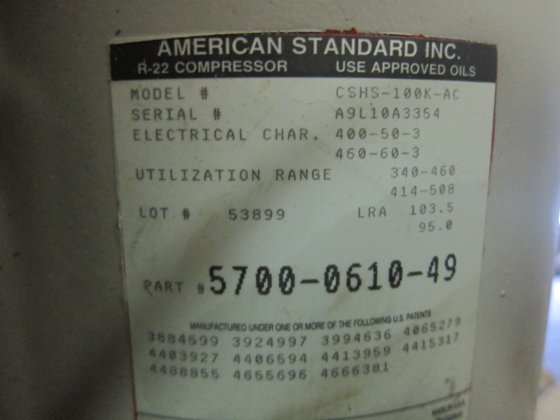 AMERICAN STANDARD INC.
R-22 COMPRESSOR USE APPROVED OILS
MODEL # CSHS-100K-AC
SERIAL # A9L10A3354
ELECTRICAL CHAR. 400-50-3
460-60-3
UTILIZATION RANGE 340-460
414-508
LOT # 53899 LRA 103.5
95.0
PART # 5700-0610-49
MANUFACTURED UNDER ONE OR MORE OF THE FOLLOWING U.S. PATENTS
3884599 3924997 3994636 4065279
4403927 4406594 4413959 4415317
4488855 4655696 4666381